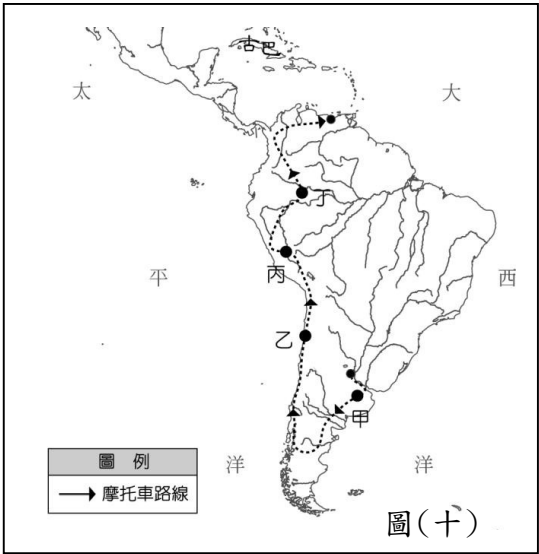 古巴
太
大
丁
丙
平
西
乙
甲
圖 例
摩托車路線
洋
洋
圖(十)